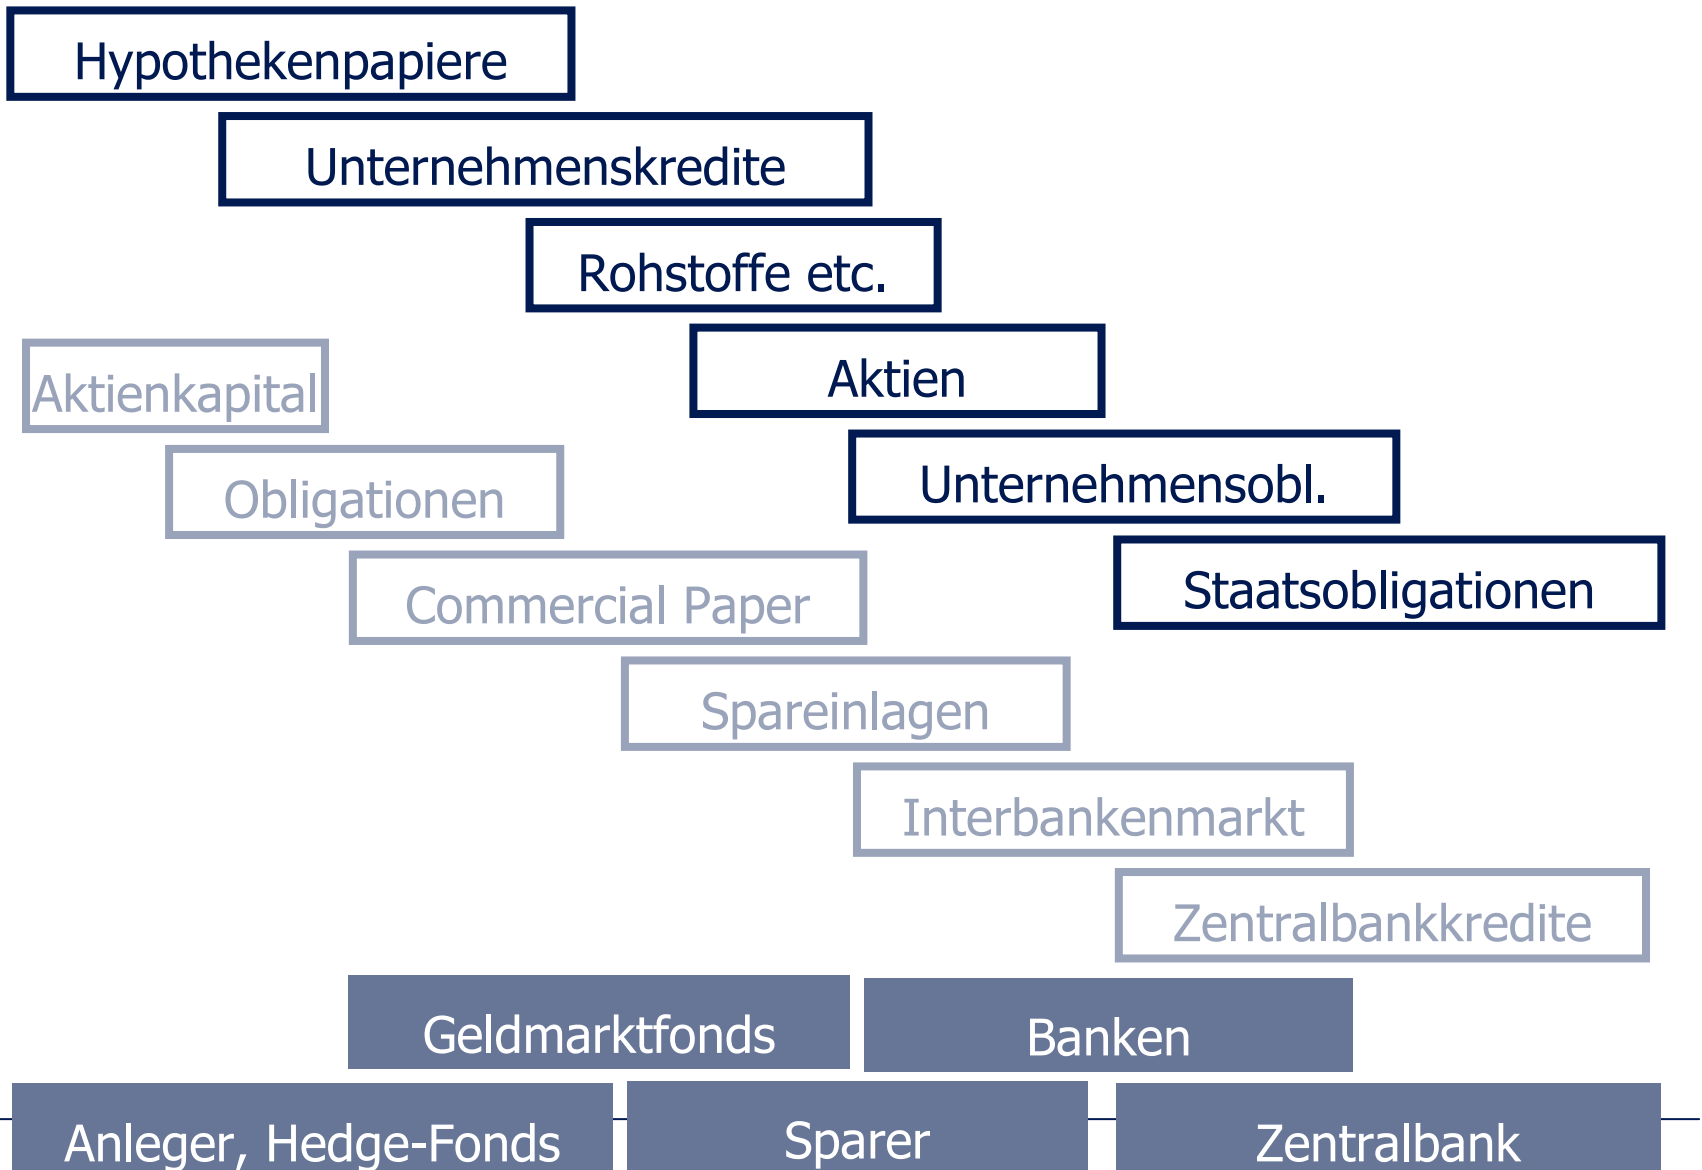 Hypothekenpapiere
Unternehmenskredite
Rohstoffe etc.
Aktien
Aktienkapital
Unternehmensobl.
Obligationen
Staatsobligationen
Commercial Paper
Spareinlagen
Interbankenmarkt
Zentralbankkredite
Geldmarktfonds
Banken
Anleger, Hedge-Fonds
Sparer
Zentralbank